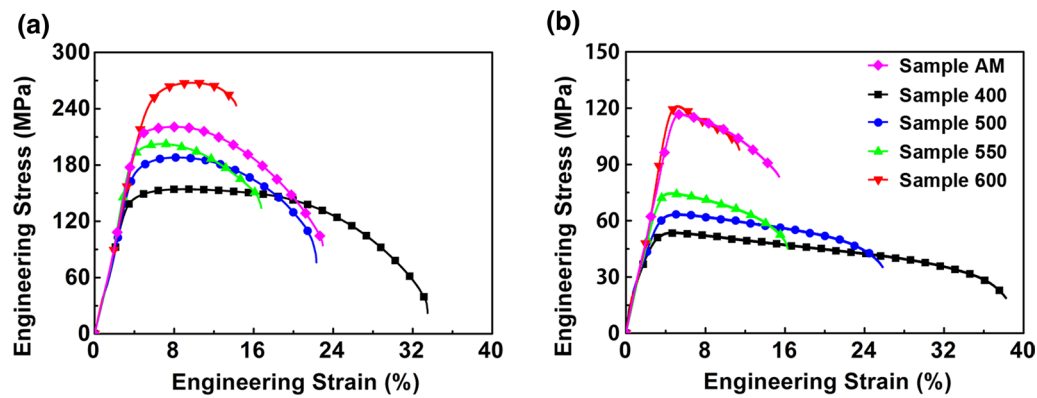 (a)
300
240
180
120
60
0
Engineering Stress (MPa)
0 8 16 24 32 40
Engineering Strain (%)
(b)
150
120
90
60
30
0
Engineering Stress (MPa)
0 8 16 24 32 40
Engineering Strain (%)
Sample AM
Sample 400
Sample 500
Sample 550
Sample 600